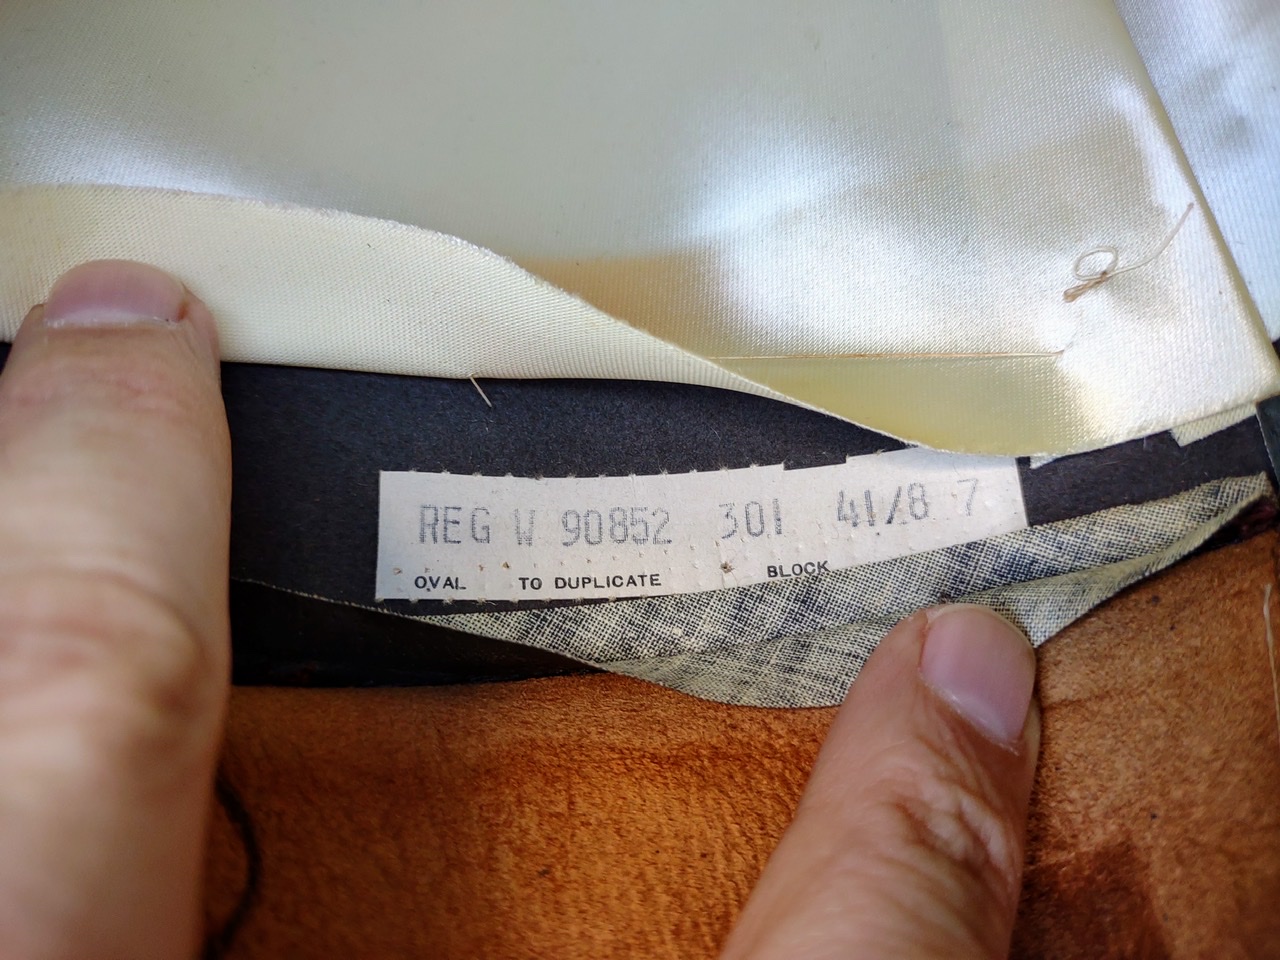 REG W 90852 301 41/8 7
OVAL TO DUPLICATE BLOCK